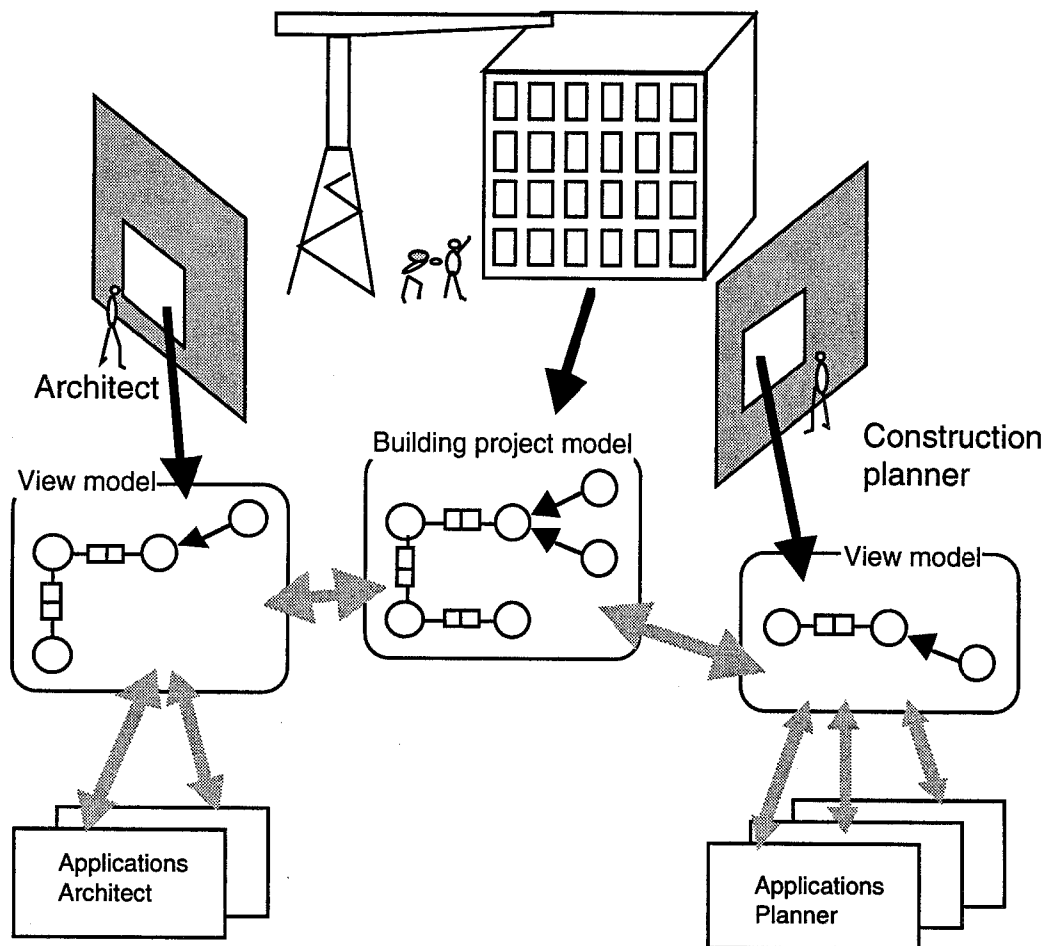 Architect
Construction
planner
View model
Building project model
View model
Applications
Architect
Applications
Planner